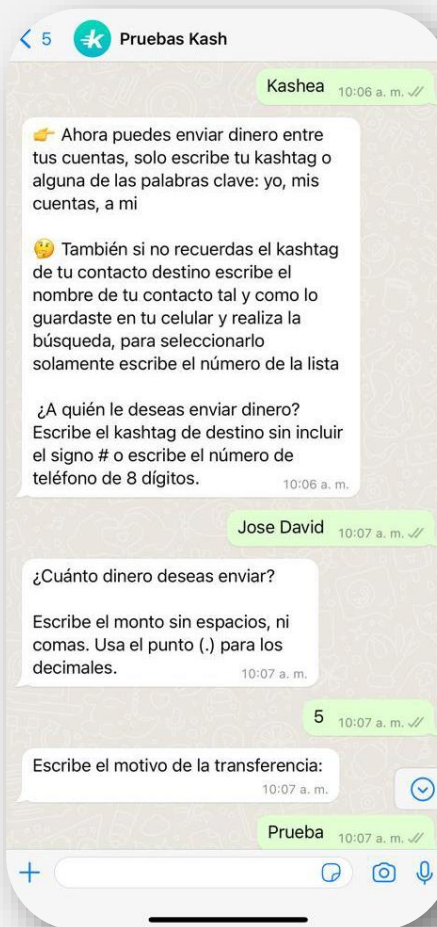 5
Pruebas Kash
Kashea 10:06 a. m.
👉 Ahora puedes enviar dinero entre
tus cuentas, solo escribe tu kashtag o
alguna de las palabras clave: yo, mis
cuentas, a mi
🤔 También si no recuerdas el kashtag
de tu contacto destino escribe el
nombre de tu contacto tal y como lo
guardaste en tu celular y realiza la
búsqueda, para seleccionarlo
solamente escribe el número de la lista
¿A quién le deseas enviar dinero?
Escribe el kashtag de destino sin incluir
el signo # o escribe el número de
teléfono de 8 dígitos.
10:06 a. m.
Jose David 10:07 a. m.
¿Cuánto dinero deseas enviar?
Escribe el monto sin espacios, ni
comas. Usa el punto (.) para los
decimales.
10:07 a. m.
5 10:07 a. m.
Escribe el motivo de la transferencia:
10:07 a. m.
Prueba 10:07 a. m.